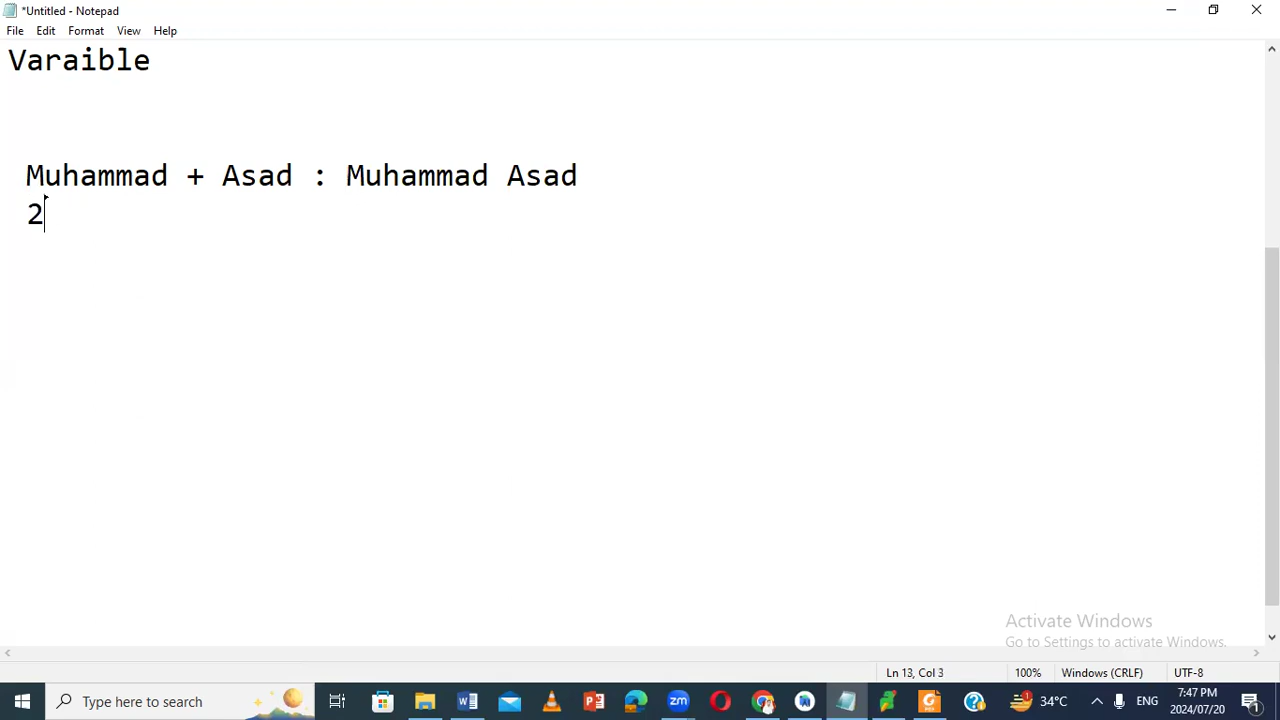 *Untitled - Notepad
File Edit Format View Help
Varaible
Muhammad + Asad : Muhammad Asad
2
Activate Windows
Go to Settings to activate Windows.
Ln 13, Col 3 100% Windows (CRLF) UTF-8
Type here to search zm 34°C ENG 7:47 PM
2024/07/20 1